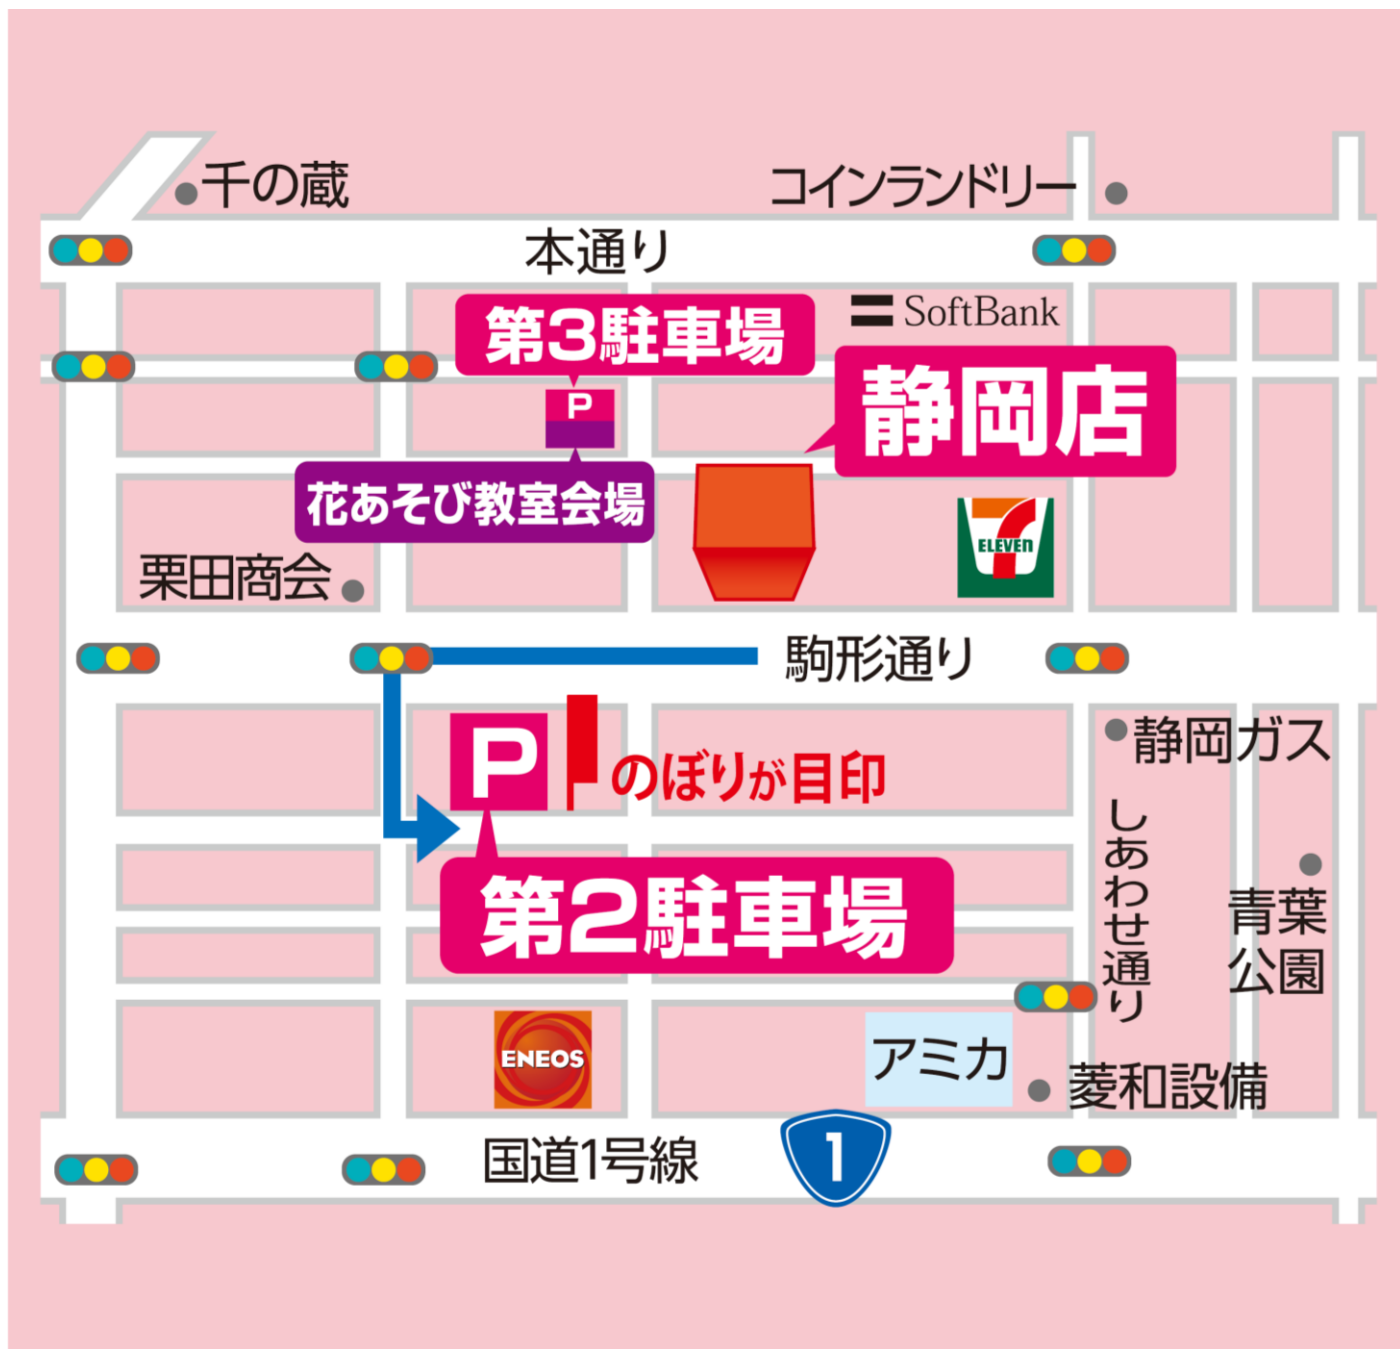 千の蔵
コインランドリー
本通り
SoftBank
第3駐車場
静岡店
P
花あそび教室会場
7
ELEVEN
栗田商会
駒形通り
P
のぼりが目印
静岡ガス
しあわせ通り
第2駐車場
青葉
公園
ENEOS
アミカ
菱和設備
国道1号線
1